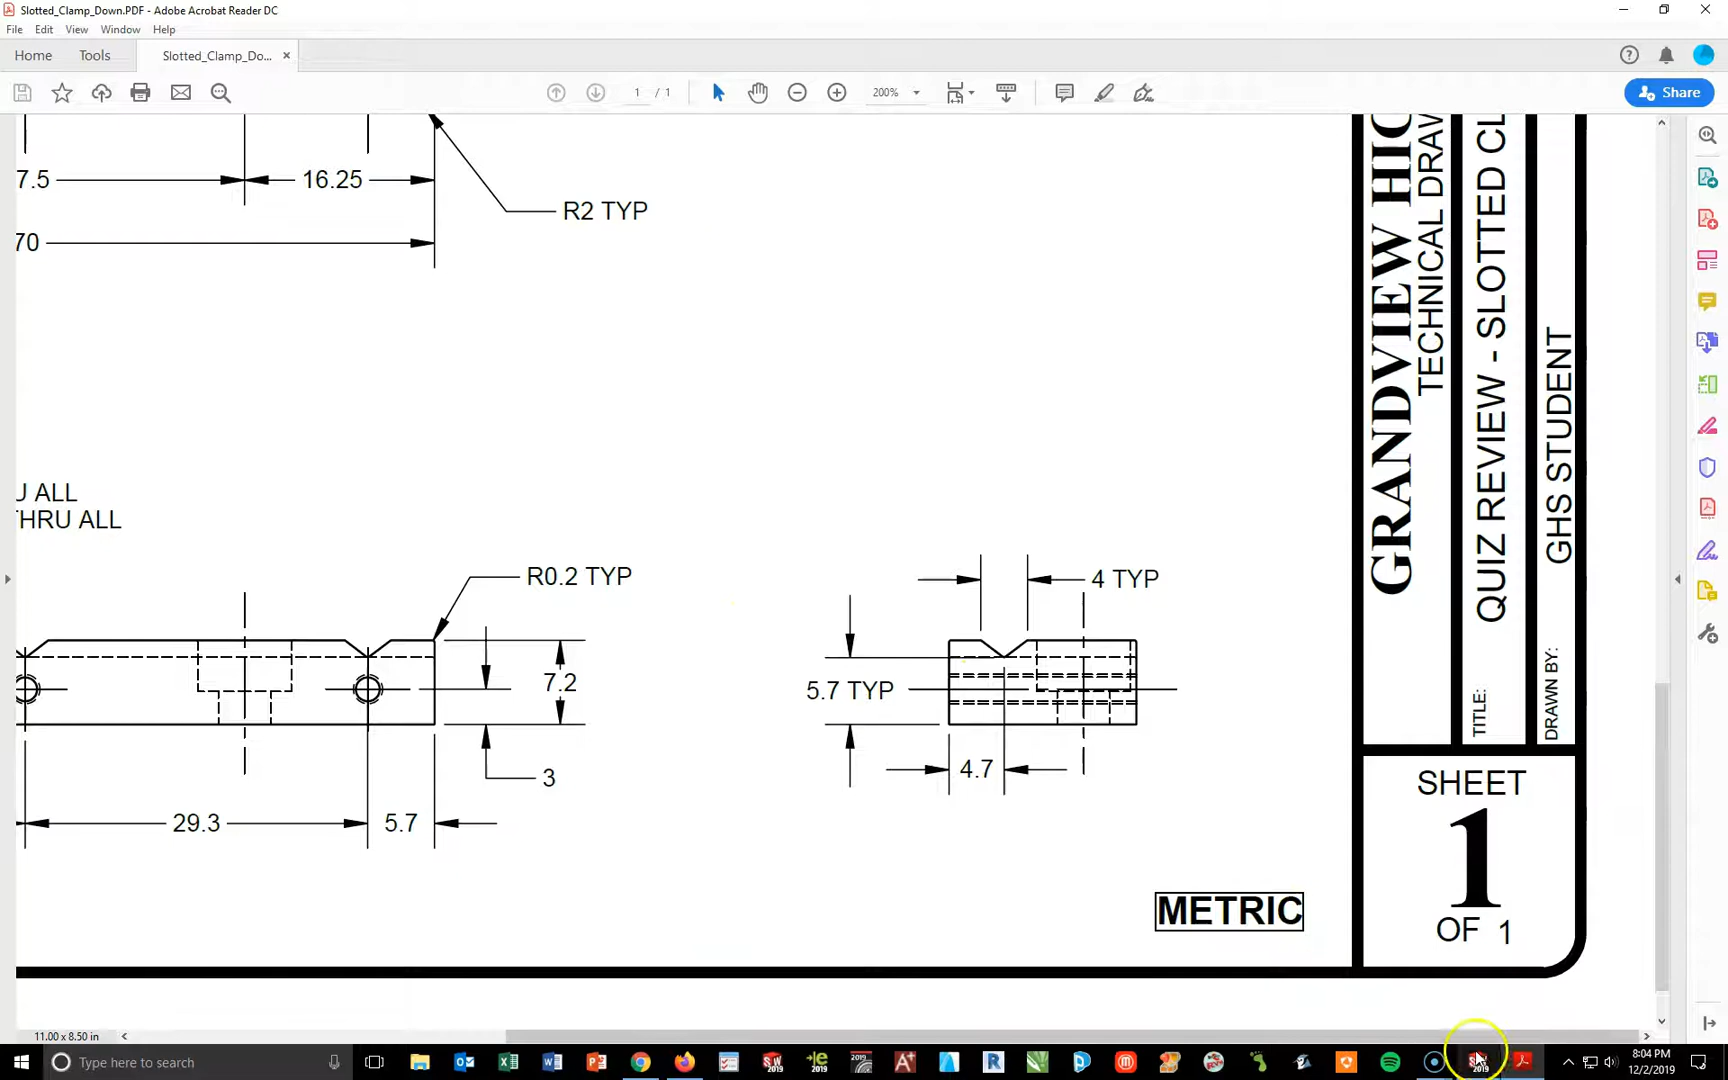 Slotted_Clamp_Down.PDF - Adobe Acrobat Reader DC
File Edit View Window Help
Home Tools Slotted_Clamp_Do... ×
1 / 1 200% Share
7.5 16.25
R2 TYP
70
GRANDVIEW HIC
TECHNICAL DRAW
QUIZ REVIEW - SLOTTED CL
GHS STUDENT
TITLE:
DRAWN BY:
U ALL
THRU ALL
R0.2 TYP
4 TYP
7.2
5.7 TYP
3
4.7
29.3 5.7
METRIC
SHEET
1
OF 1
11.00 x 8.50 in
Type here to search
8:04 PM
12/2/2019